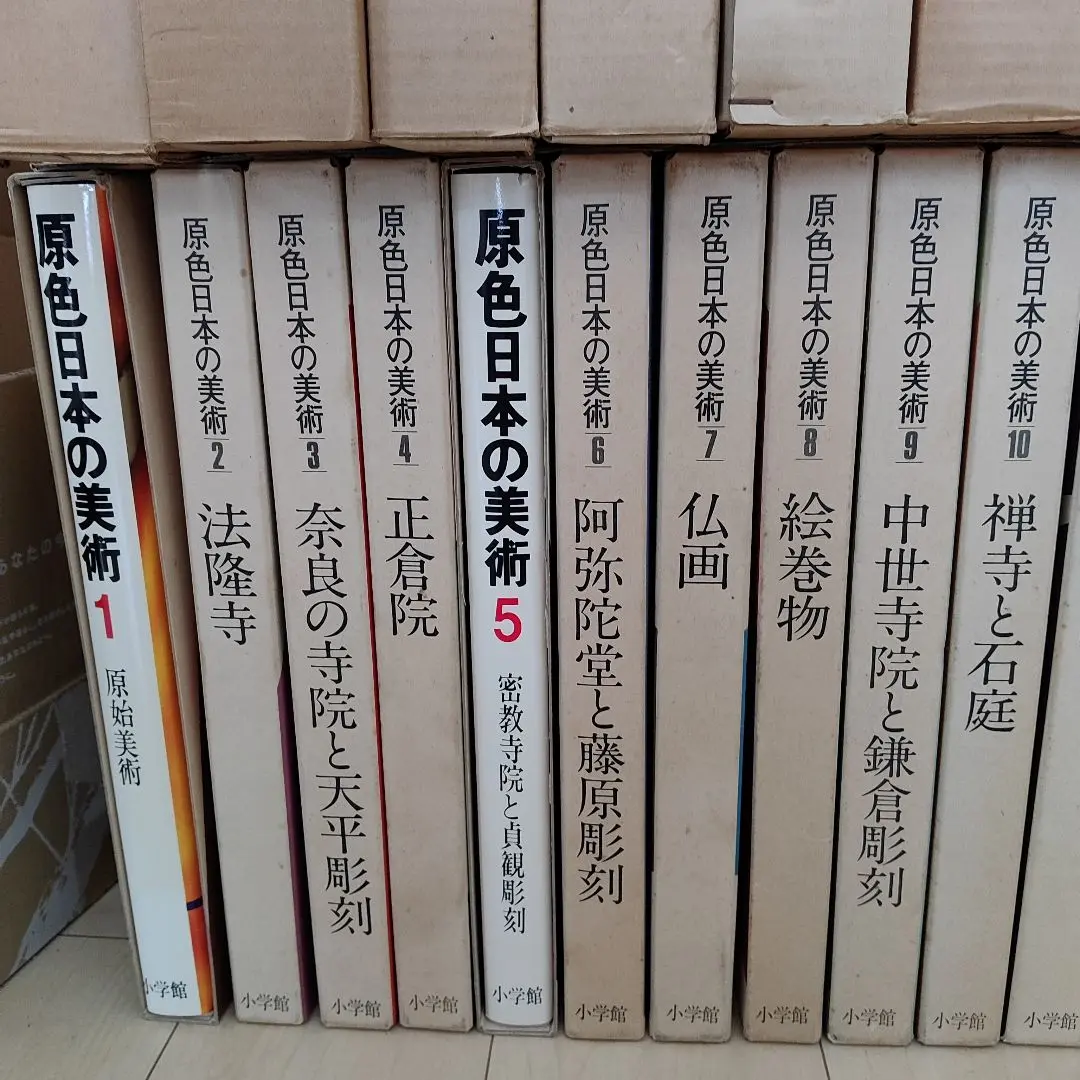 原色日本の美術 1
原始美術
小学館
原色日本の美術 2
法隆寺
小学館
原色日本の美術 3
奈良の寺院と天平彫刻
小学館
原色日本の美術 4
正倉院
小学館
原色日本の美術 5
密教寺院と貞観彫刻
小学館
原色日本の美術 6
阿弥陀堂と藤原彫刻
小学館
原色日本の美術 7
仏画
小学館
原色日本の美術 8
絵巻物
小学館
原色日本の美術 9
中世寺院と鎌倉彫刻
小学館
原色日本の美術 10
禅寺と石庭
小学館
小学館
あなたの